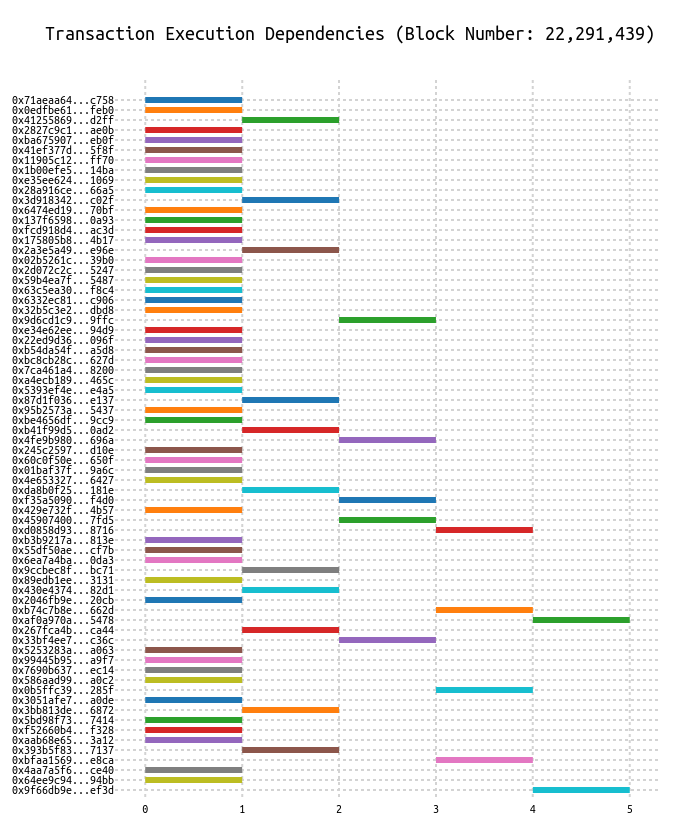 Transaction Execution Dependencies (Block Number: 22,291,439)
0x71aeaa64...c758
0x0edfbe61...feb0
0x41255869...d2ff
0x2827c9c1...ae0b
0xba675907...eb0f
0x41ef377d...5f8f
0x11905c12...ff70
0x1b00efe5...14ba
0xe35ee624...1069
0x28a916ce...66a5
0x3d918342...c02f
0x6474ed19...70bf
0x137f6598...0a93
0xfcd918d4...ac3d
0x175805b8...4b17
0x2a3e5a49...e96e
0x02b5261c...39b0
0x2d072c2c...5247
0x59b4ea7f...5487
0x63c5ea30...f8c4
0x6332ec81...c906
0x32b5c3e2...dbd8
0x9d6cd1c9...9ffc
0xe34e62ee...94d9
0x22ed9d36...096f
0xb54da54f...a5d8
0xbc8cb28c...627d
0x7ca461a4...8200
0xa4ecb189...465c
0x5393ef4e...e4a5
0x87d1f036...e137
0x95b2573a...5437
0xbe4656df...9cc9
0xb41f99d5...0ad2
0x4fe9b980...696a
0x245c2597...d10e
0x60c0f50e...650f
0x01baf37f...9a6c
0x4e653327...6427
0xda8b0f25...181e
0xf35a5090...f4d0
0x429e732f...4b57
0x45907400...7fd5
0xd0858d93...8716
0xb3b9217a...813e
0x55df50ae...cf7b
0x6ea7a4ba...0da3
0x9ccbec8f...bc71
0x89edb1ee...3131
0x430e4374...82d1
0x2046fb9e...20cb
0xb74c7b8e...662d
0xaf0a970a...5478
0x267fca4b...ca44
0x33bf4ee7...c36c
0x5253283a...a063
0x99445b95...a9f7
0x7690b637...ec14
0x586aad99...a0c2
0x0b5ffc39...285f
0x3051afe7...a0de
0x3bb813de...6872
0x5bd98f73...7414
0xf52660b4...f328
0xaab68e65...3a12
0x393b5f83...7137
0xbfaa1569...e8ca
0x4aa7a5f6...ce40
0x64ee9c94...94bb
0x9f66db9e...ef3d
0 1 2 3 4 5